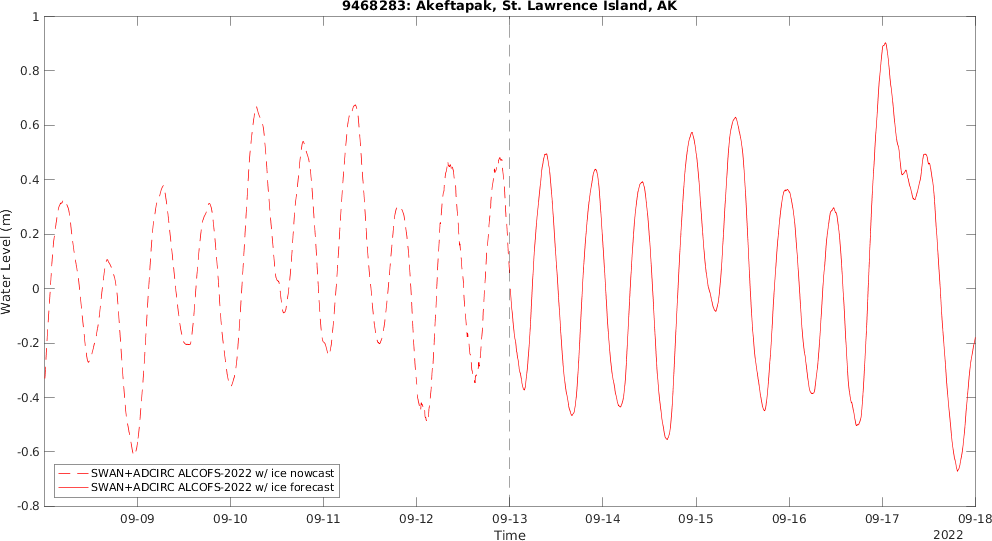 9468283: Akeftapak, St. Lawrence Island, AK
1
0.8
0.6
0.4
0.2
0
-0.2
-0.4
-0.6
-0.8
Water Level (m)
SWAN+ADCIRC ALCOFS-2022 w/ ice nowcast
SWAN+ADCIRC ALCOFS-2022 w/ ice forecast
09-09 09-10 09-11 09-12 09-13 09-14 09-15 09-16 09-17 09-18
Time
2022